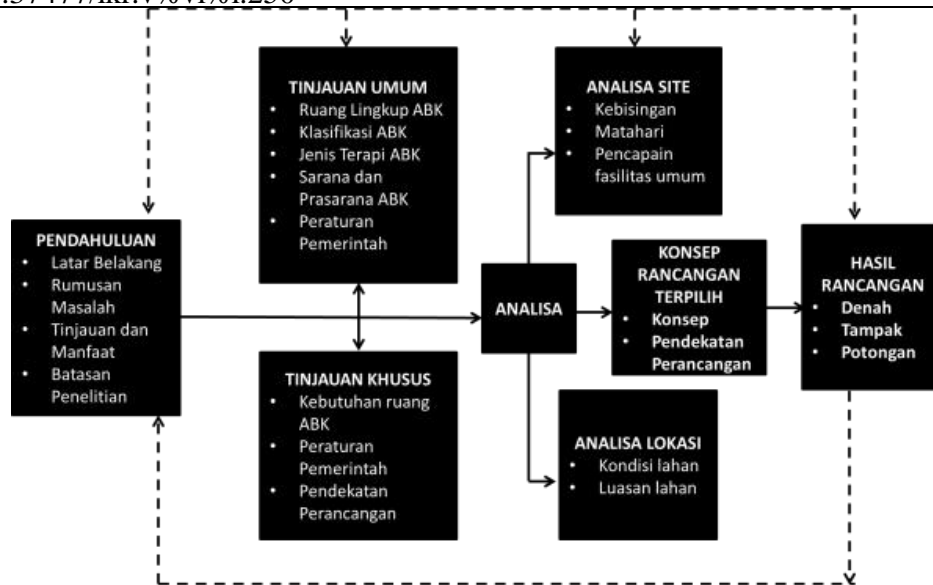 PENDAHULUAN
• Latar Belakang
• Rumusan
Masalah
• Tinjauan dan
Manfaat
• Batasan
Penelitian
TINJAUAN UMUM
• Ruang Lingkup ABK
• Klasifikasi ABK
• Jenis Terapi ABK
• Sarana dan
Prasarana ABK
• Peraturan
Pemerintah
TINJAUAN KHUSUS
• Kebutuhan ruang
ABK
• Peraturan
Pemerintah
• Pendekatan
Perancangan
ANALISA
ANALISA SITE
• Kebisingan
• Matahari
• Pencapain
fasilitas umum
KONSEP
RANCANGAN
TERPILIH
• Konsep
• Pendekatan
Perancangan
ANALISA LOKASI
• Kondisi lahan
• Luasan lahan
HASIL
RANCANGAN
• Denah
• Tampak
• Potongan